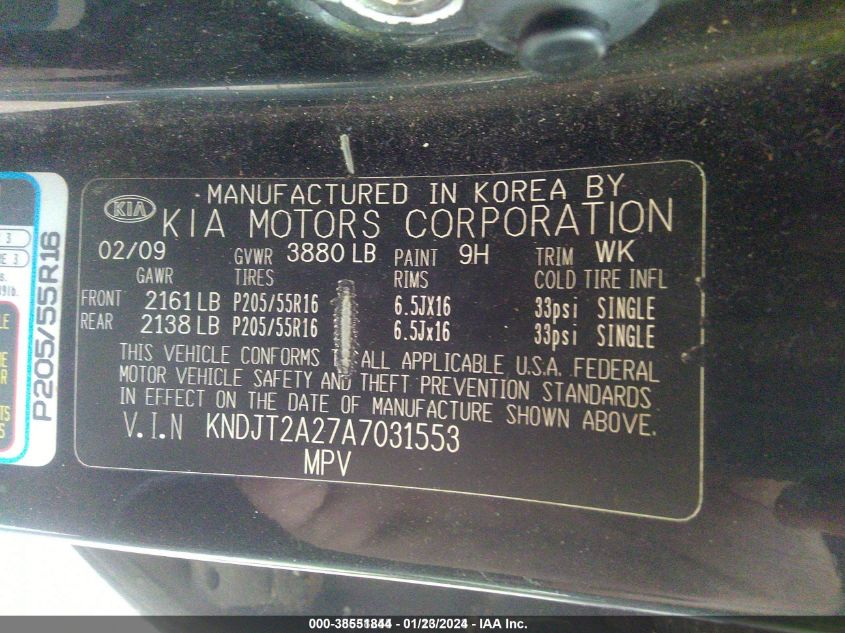 MANUFACTURED IN KOREA BY
KIA KIA MOTORS CORPORATION
02/09 GVWR 3880 LB PAINT 9H TRIM WK
GAWR TIRES RIMS COLD TIRE INFL
FRONT 2161 LB P205/55R16 6.5JX16 33psi SINGLE
REAR 2138 LB P205/55R16 6.5Jx16 33psi SINGLE
THIS VEHICLE CONFORMS TO ALL APPLICABLE U.S.A. FEDERAL
MOTOR VEHICLE SAFETY AND THEFT PREVENTION STANDARDS
IN EFFECT ON THE DATE OF MANUFACTURE SHOWN ABOVE.
V.I.N KNDJT2A27A7031553
MPV
P205/55R16
000-38551844 - 01/23/2024 - IAA Inc.